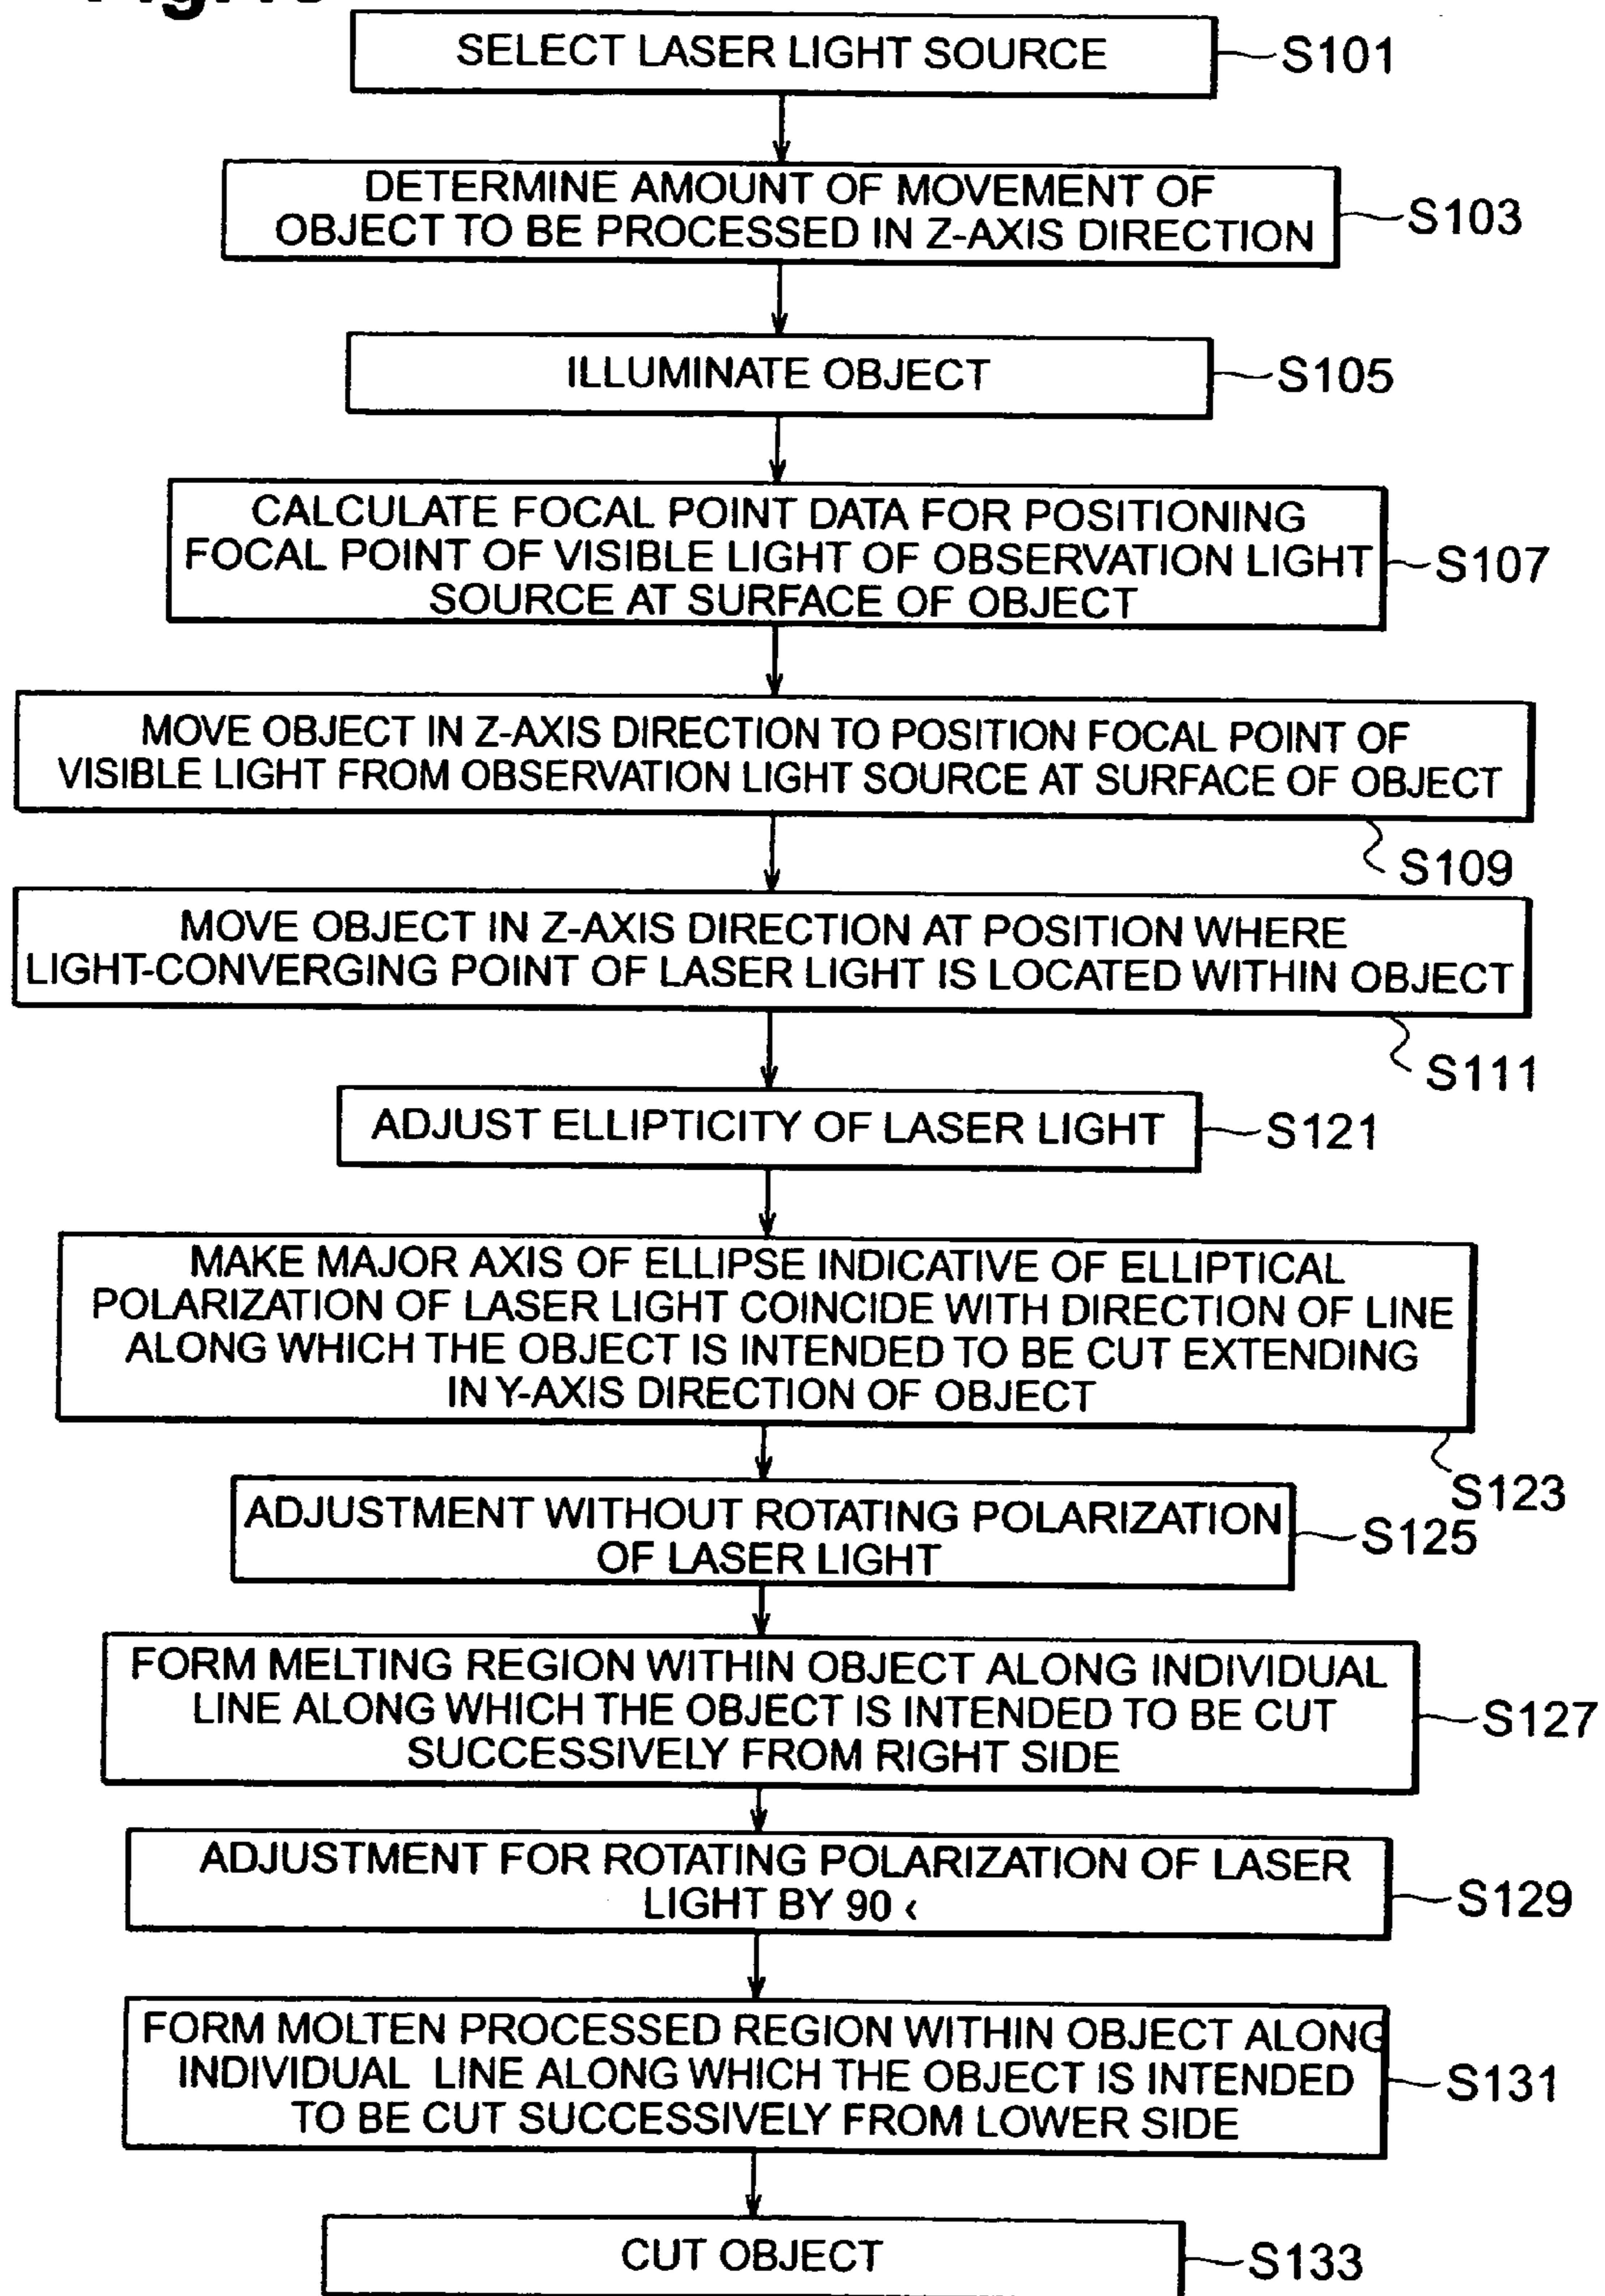 SELECT LASER LIGHT SOURCE
S101
DETERMINE AMOUNT OF MOVEMENT OF
OBJECT TO BE PROCESSED IN Z-AXIS DIRECTION
S103
ILLUMINATE OBJECT
S105
CALCULATE FOCAL POINT DATA FOR POSITIONING
FOCAL POINT OF VISIBLE LIGHT OF OBSERVATION LIGHT
SOURCE AT SURFACE OF OBJECT
S107
MOVE OBJECT IN Z-AXIS DIRECTION TO POSITION FOCAL POINT OF
VISIBLE LIGHT FROM OBSERVATION LIGHT SOURCE AT SURFACE OF OBJECT
S109
MOVE OBJECT IN Z-AXIS DIRECTION AT POSITION WHERE
LIGHT-CONVERGING POINT OF LASER LIGHT IS LOCATED WITHIN OBJECT
S111
ADJUST ELLIPTICITY OF LASER LIGHT
S121
MAKE MAJOR AXIS OF ELLIPSE INDICATIVE OF ELLIPTICAL
POLARIZATION OF LASER LIGHT COINCIDE WITH DIRECTION OF LINE
ALONG WHICH THE OBJECT IS INTENDED TO BE CUT EXTENDING
IN Y-AXIS DIRECTION OF OBJECT
S123
ADJUSTMENT WITHOUT ROTATING POLARIZATION
OF LASER LIGHT
S125
FORM MELTING REGION WITHIN OBJECT ALONG INDIVIDUAL
LINE ALONG WHICH THE OBJECT IS INTENDED TO BE CUT
SUCCESSIVELY FROM RIGHT SIDE
S127
ADJUSTMENT FOR ROTATING POLARIZATION OF LASER
LIGHT BY 90 ‹
S129
FORM MOLTEN PROCESSED REGION WITHIN OBJECT ALONG
INDIVIDUAL LINE ALONG WHICH THE OBJECT IS INTENDED
TO BE CUT SUCCESSIVELY FROM LOWER SIDE
S131
CUT OBJECT
S133